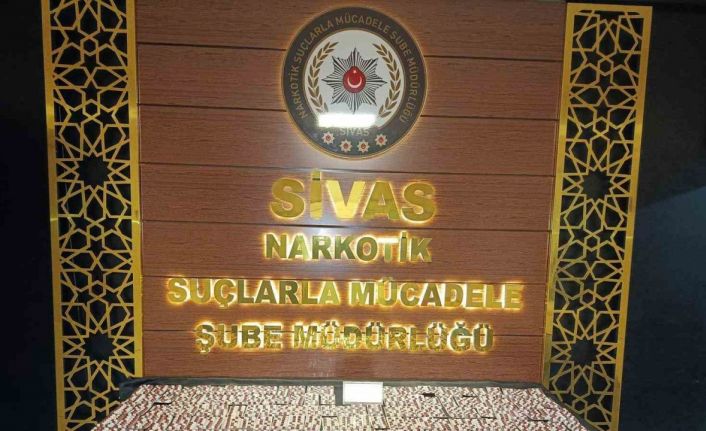 NARKOTİK SUÇLARLA MÜCADELE ŞUBE MÜDÜRLÜĞÜ
SİVAS
SİVAS
NARKOTİK
SUÇLARLA MÜCADELE
ŞUBE MÜDÜRLÜĞÜ